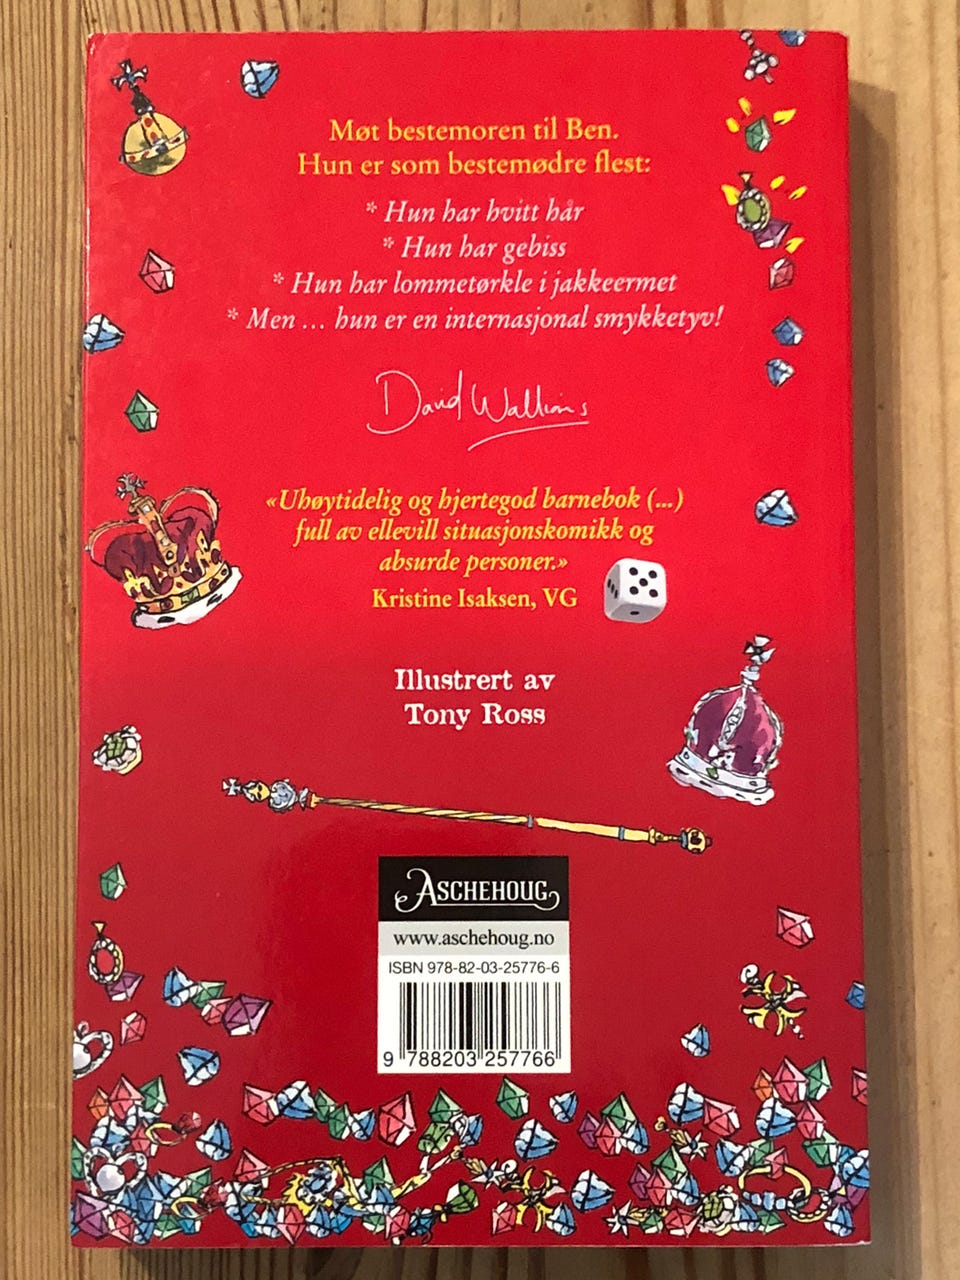 Møt bestemoren til Ben.
Hun er som bestemødre flest:
* Hun har hvitt hår
* Hun har gebiss
* Hun har lommetørkle i jakkeermet
* Men ... hun er en internasjonal smykketyv!
David Walliams
«Uhøytidelig og hjertegod barnebok (...)
full av ellevill situasjonskomikk og
absurde personer.»
Kristine Isaksen, VG
Illustrert av
Tony Ross
ASCHEHOUG
www.aschehoug.no
ISBN 978-82-03-25776-6
9 788203 257766